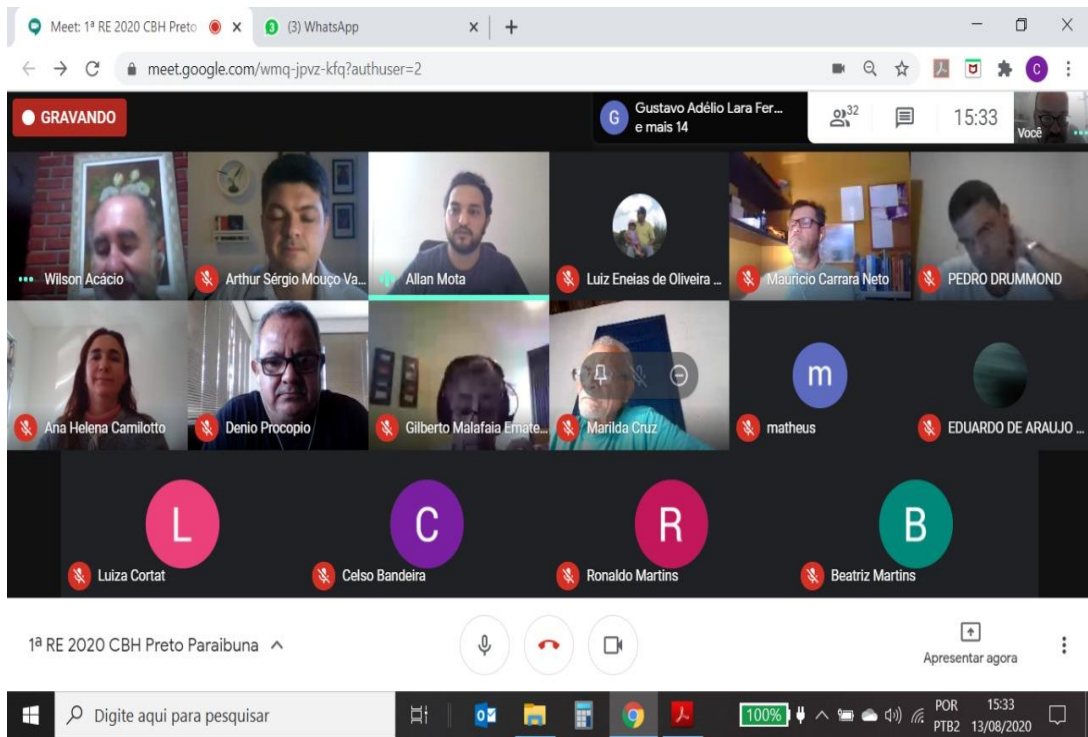 Meet: 1ª RE 2020 CBH Preto
(3) WhatsApp
meet.google.com/wmq-jpvz-kfq?authuser=2
C
GRAVANDO
G
Gustavo Adélio Lara Fer...
e mais 14
32
15:33
Você
Wilson Acácio
Arthur Sérgio Mouço Va...
Allan Mota
Luiz Eneias de Oliveira ...
Mauricio Carrara Neto
PEDRO DRUMMOND
Ana Helena Camilotto
Denio Procopio
Gilberto Malafaia Ernate...
Marilda Cruz
m
matheus
EDUARDO DE ARAUJO ...
L
Luiza Cortat
C
Celso Bandeira
R
Ronaldo Martins
B
Beatriz Martins
1ª RE 2020 CBH Preto Paraibuna
Apresentar agora
Digite aqui para pesquisar
100%
POR
PTB2
15:33
13/08/2020